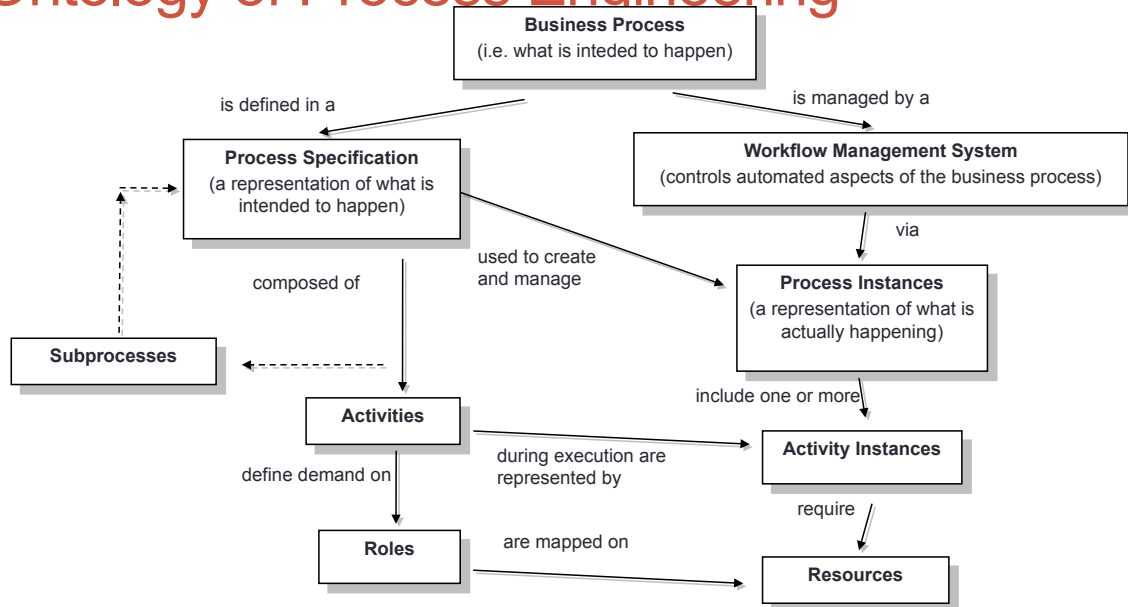 Ontology of Process Engineering
Business Process
(i.e. what is inteded to happen)
is defined in a
is managed by a
Process Specification
(a representation of what is
intended to happen)
Workflow Management System
(controls automated aspects of the business process)
via
used to create
and manage
composed of
Process Instances
(a representation of what is
actually happening)
Subprocesses
include one or more
Activities
Activity Instances
during execution are
represented by
define demand on
require
Roles
are mapped on
Resources